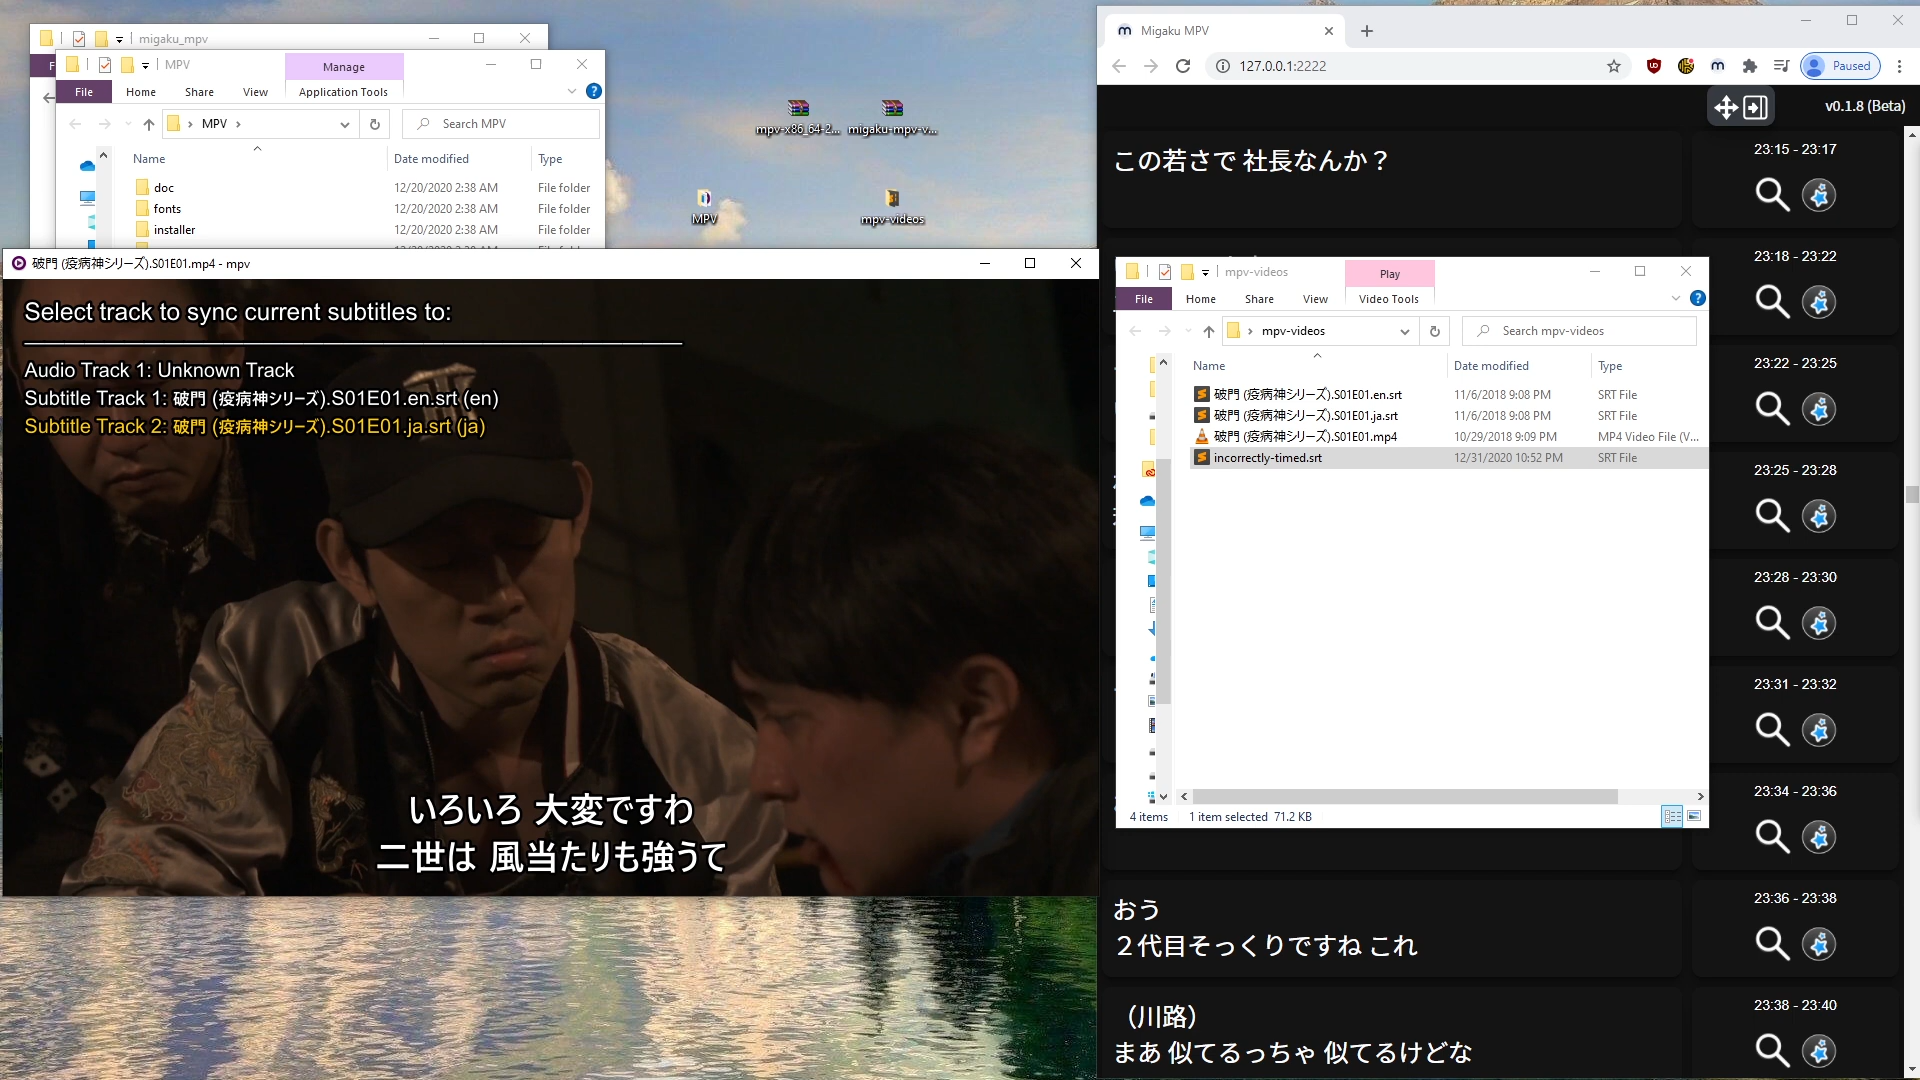 migaku_mpv
MPV
Manage
File
Home
Share
View
Application Tools
MPV
Search MPV
Name
Date modified
Type
doc
12/20/2020 2:38 AM
File folder
fonts
12/20/2020 2:38 AM
File folder
installer
12/20/2020 2:38 AM
File folder
mpv-x86_64-2...
migaku-mpv-v...
MPV
mpv-videos
破門 (疫病神シリーズ).S01E01.mp4 - mpv
Select track to sync current subtitles to:
Audio Track 1: Unknown Track
Subtitle Track 1: 破門 (疫病神シリーズ).S01E01.en.srt (en)
Subtitle Track 2: 破門 (疫病神シリーズ).S01E01.ja.srt (ja)
いろいろ 大変ですわ
二世は 風当たりも強うて
Migaku MPV
127.0.0.1:2222
Paused
v0.1.8 (Beta)
この若さで 社長なんか？
23:15 - 23:17
23:18 - 23:22
23:22 - 23:25
23:25 - 23:28
23:28 - 23:30
23:31 - 23:32
23:34 - 23:36
mpv-videos
Play
File
Home
Share
View
Video Tools
mpv-videos
Search mpv-videos
Name
Date modified
Type
破門 (疫病神シリーズ).S01E01.en.srt
11/6/2018 9:08 PM
SRT File
破門 (疫病神シリーズ).S01E01.ja.srt
11/6/2018 9:08 PM
SRT File
破門 (疫病神シリーズ).S01E01.mp4
10/29/2018 9:09 PM
MP4 Video File (V...
incorrectly-timed.srt
12/31/2020 10:52 PM
SRT File
4 items
1 item selected 71.2 KB
おう
２代目そっくりですね これ
23:36 - 23:38
（川路）
まあ 似てるっちゃ 似てるけどな
23:38 - 23:40